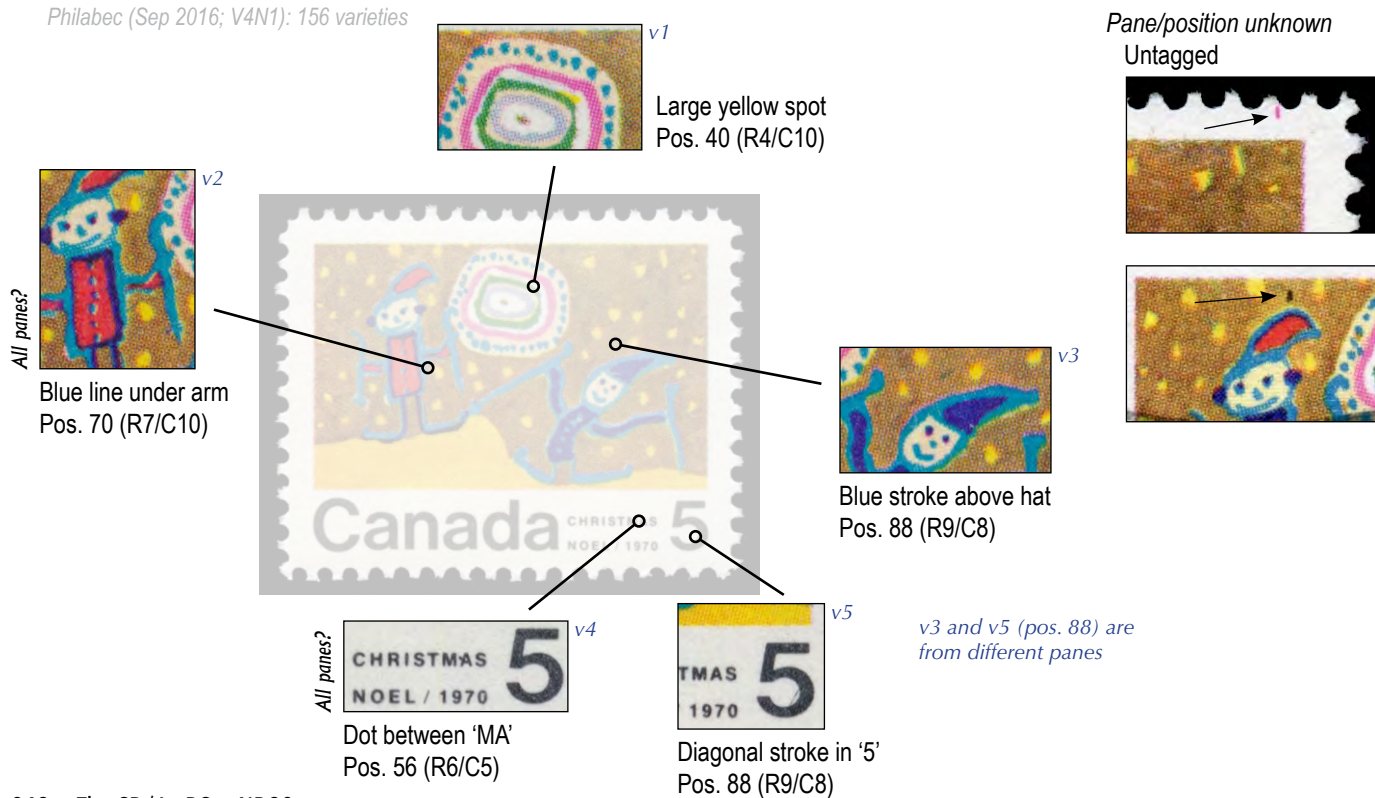 Philabec (Sep 2016; V4N1): 156 varieties
v1
Large yellow spot
Pos. 40 (R4/C10)
Pane/position unknown
Untagged
v2
All panes?
Blue line under arm
Pos. 70 (R7/C10)
v3
Blue stroke above hat
Pos. 88 (R9/C8)
Canada
CHRISTMAS
NOEL / 1970
5
v4
All panes?
CHRISTMAS
NOEL / 1970
5
Dot between ‘MA’
Pos. 56 (R6/C5)
v5
TMAS
1970
5
Diagonal stroke in ‘5’
Pos. 88 (R9/C8)
v3 and v5 (pos. 88) are
from different panes